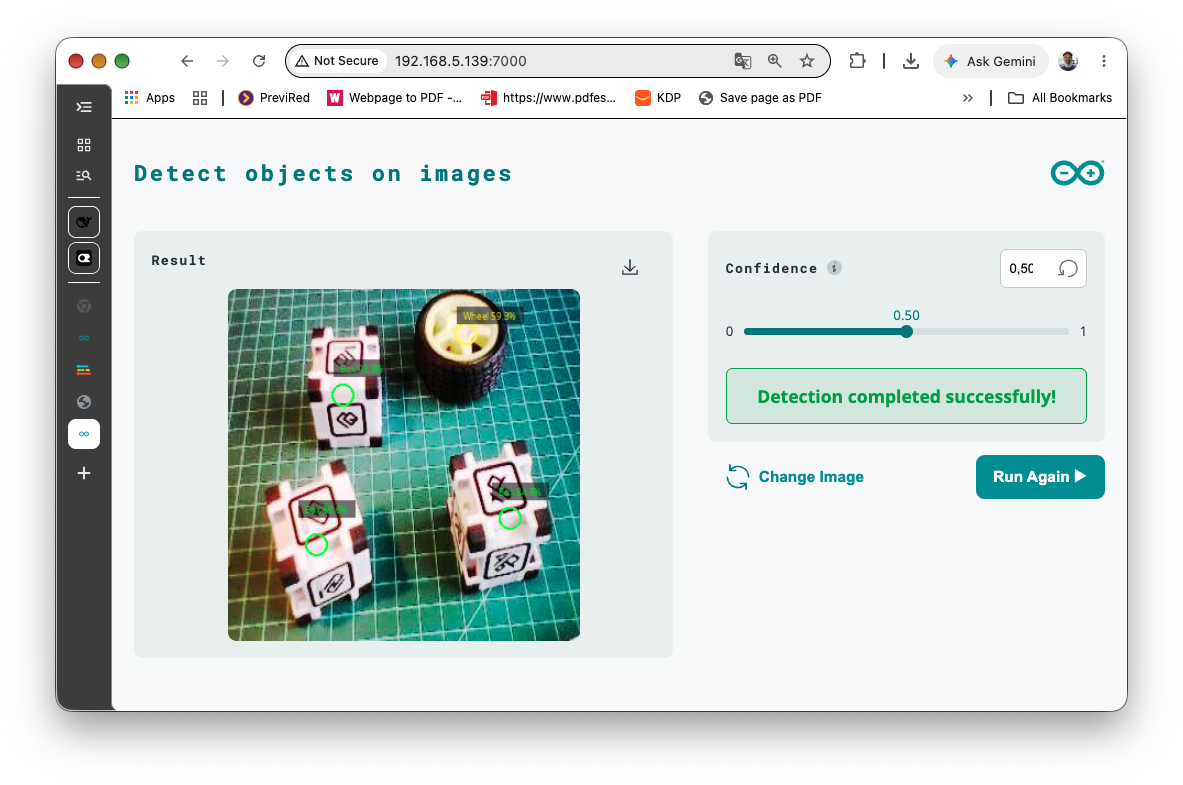 Not Secure 192.168.5.139:7000 Ask Gemini
Apps PreviRed Webpage to PDF -... https://www.pdfes... KDP Save page as PDF » All Bookmarks
Detect objects on images
Result
Confidence i 0,50
0.50
0 1
Wheel 59.3%
Detection completed successfully!
Change Image Run Again